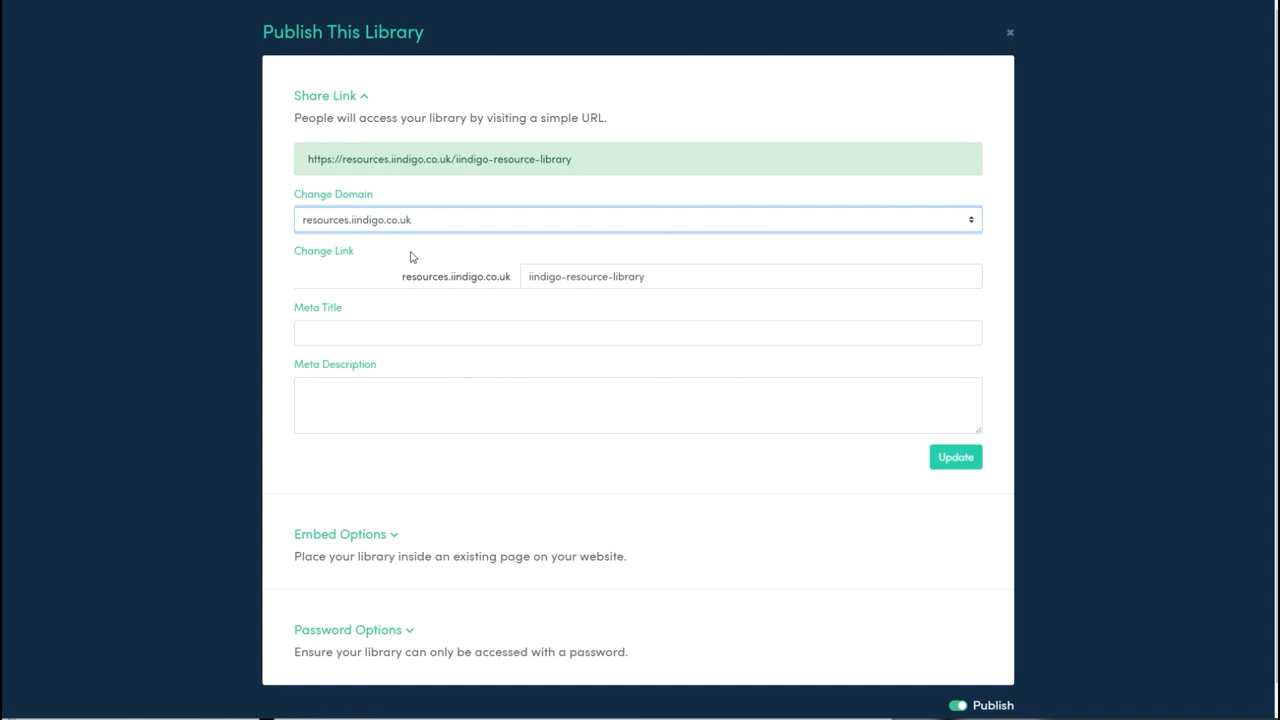 Publish This Library
Share Link
People will access your library by visiting a simple URL.
https://resources.iindigo.co.uk/iindigo-resource-library
Change Domain
resources.iindigo.co.uk
Change Link
resources.iindigo.co.uk iindigo-resource-library
Meta Title
Meta Description
Update
Embed Options
Place your library inside an existing page on your website.
Password Options
Ensure your library can only be accessed with a password.
Publish